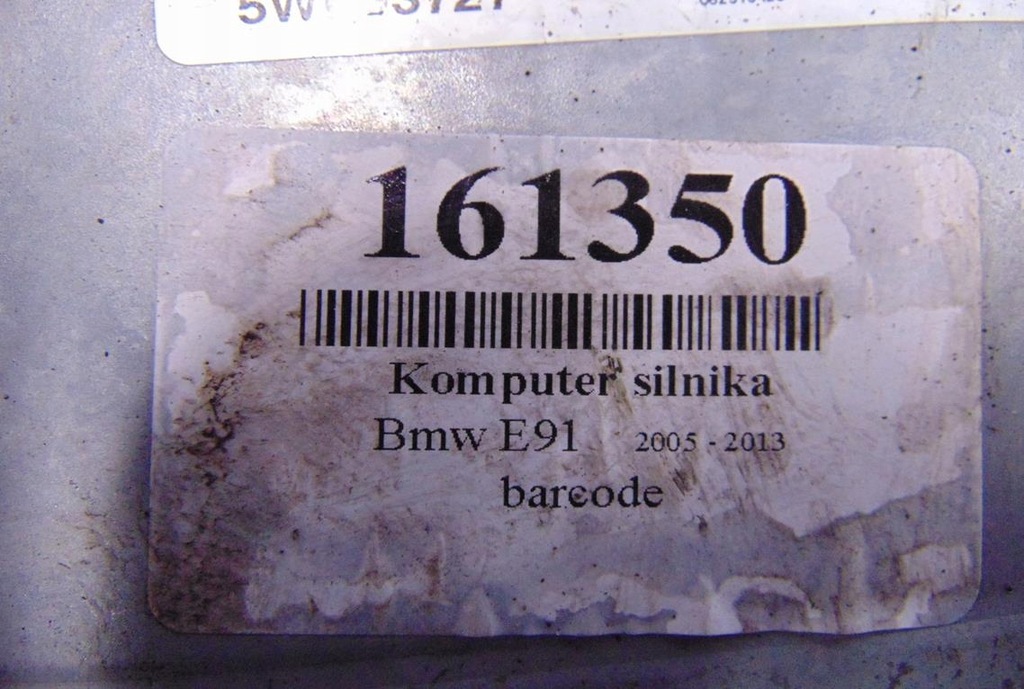 161350
Komputer silnika
Bmw E91 2005 - 2013
barcode